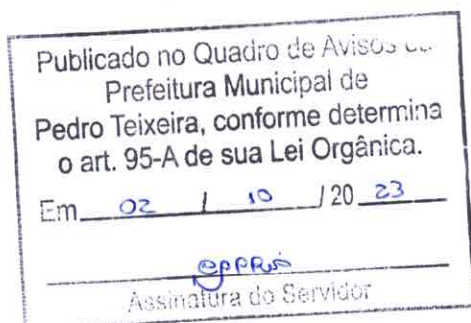 Publicado no Quadro de Avisos
Prefeitura Municipal de
Pedro Teixeira, conforme determina
o art. 95-A de sua Lei Orgânica.
Em 02 / 10 / 20 23
Assinatura do Servidor